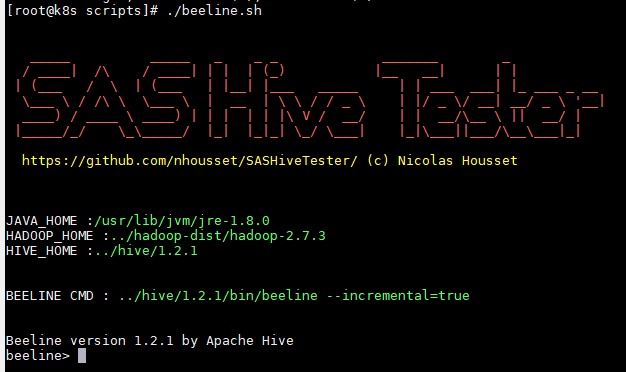 [root@k8s scripts]# ./beeline.sh
SAS Hive Tester
https://github.com/nhousset/SASHiveTester/ (c) Nicolas Housset
JAVA_HOME :/usr/lib/jvm/jre-1.8.0
HADOOP_HOME :../hadoop-dist/hadoop-2.7.3
HIVE_HOME :../hive/1.2.1
BEELINE CMD : ../hive/1.2.1/bin/beeline --incremental=true
Beeline version 1.2.1 by Apache Hive
beeline>